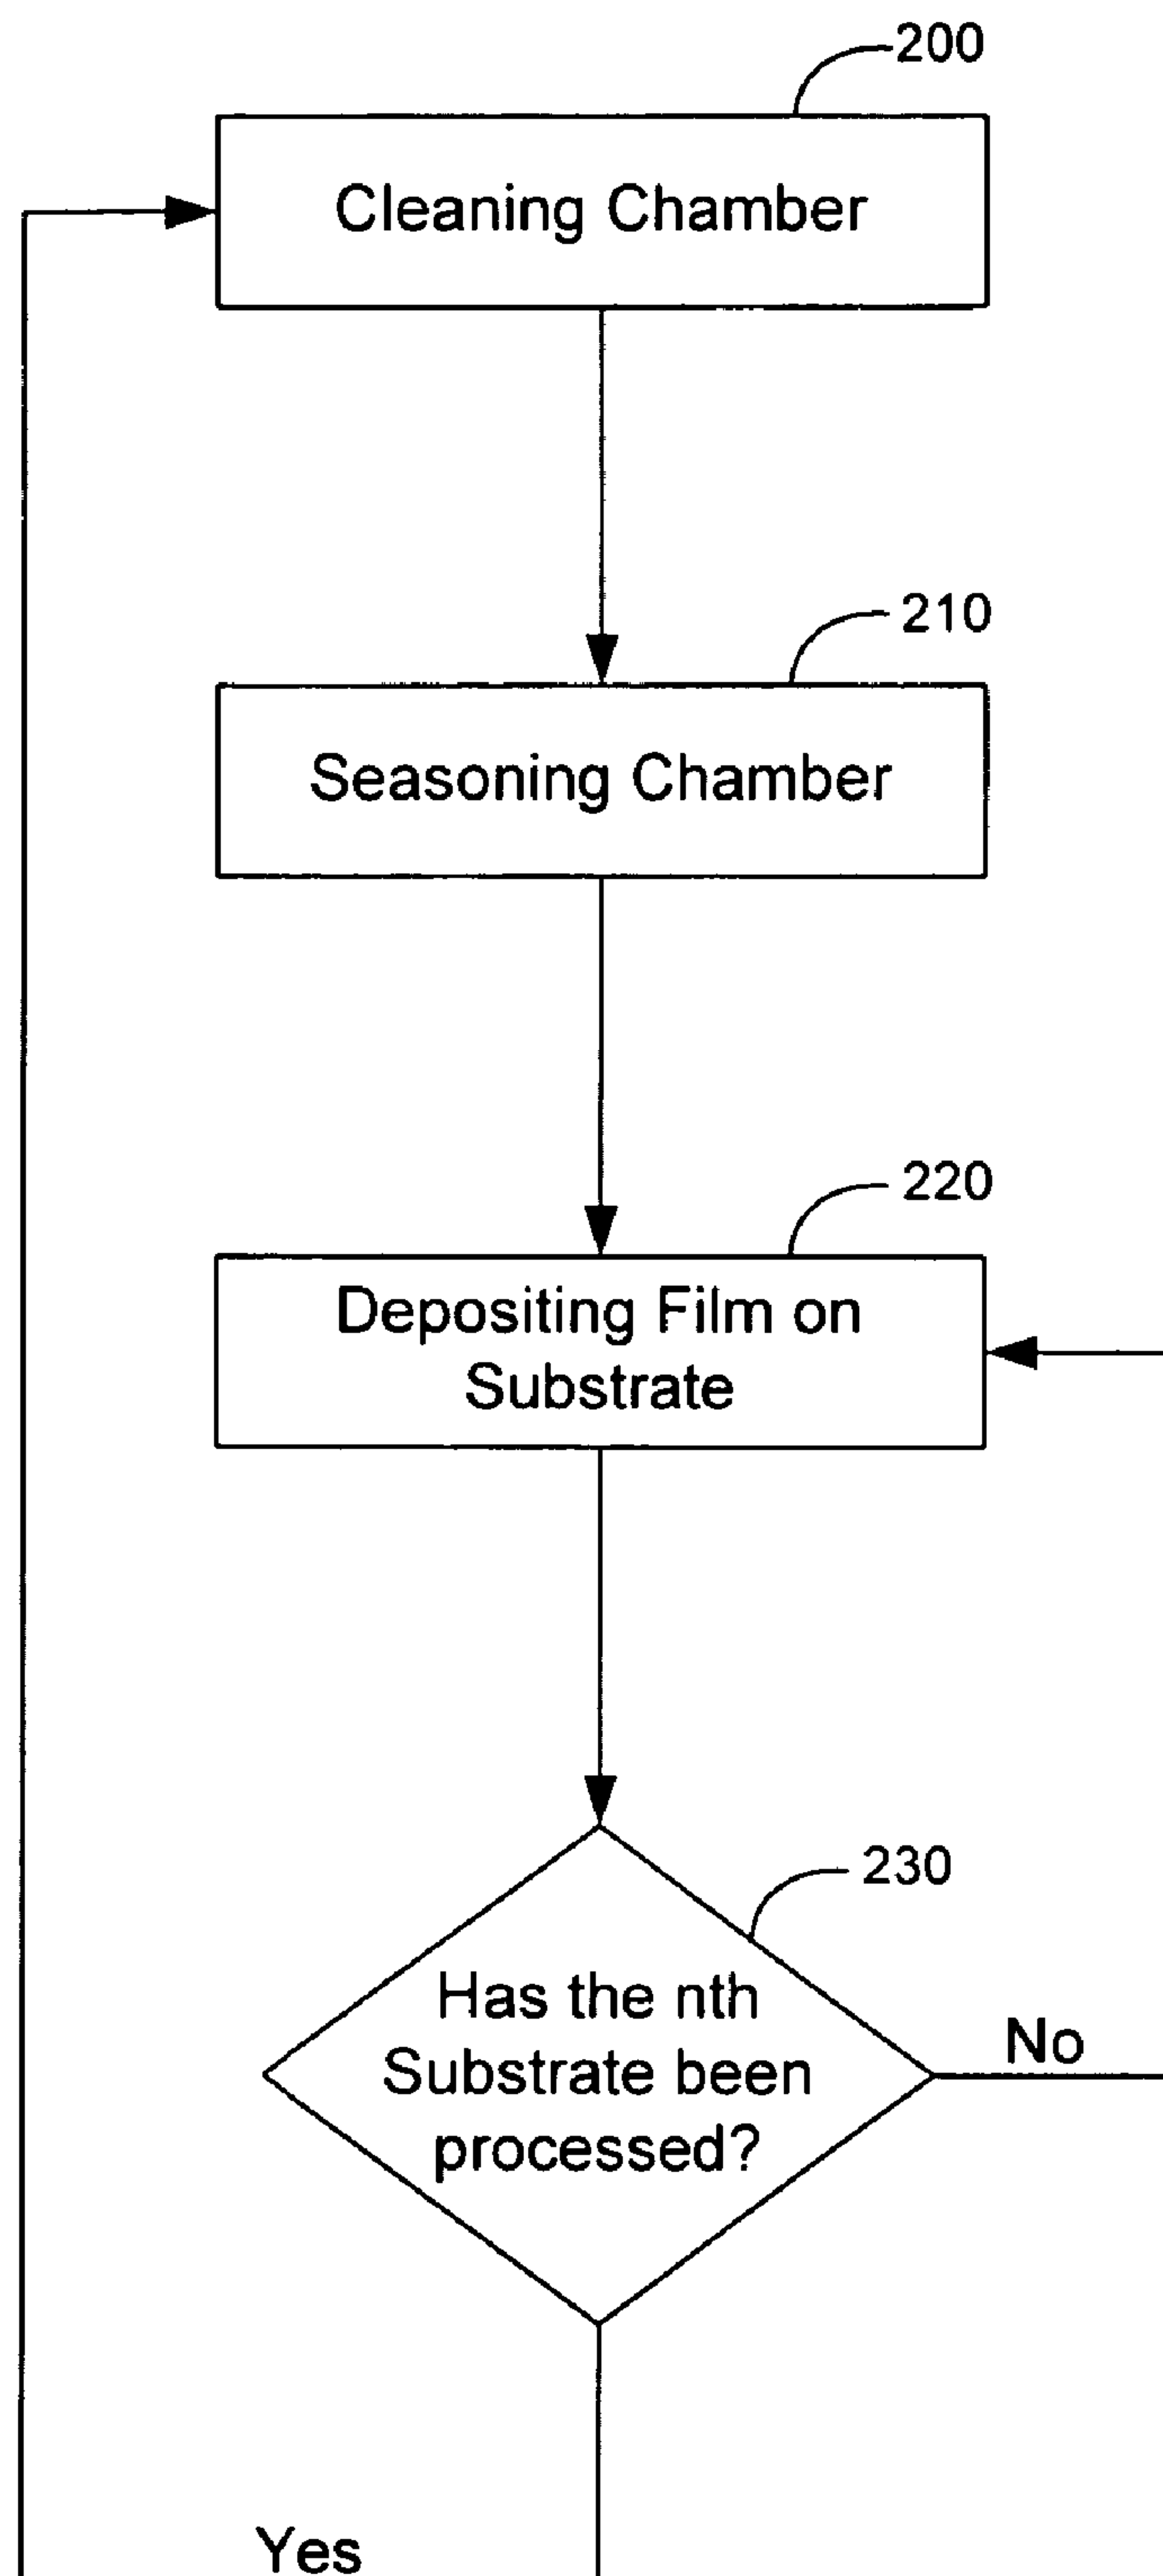 200
Cleaning Chamber
210
Seasoning Chamber
220
Depositing Film on
Substrate
230
Has the nth
Substrate been
processed?
No
Yes